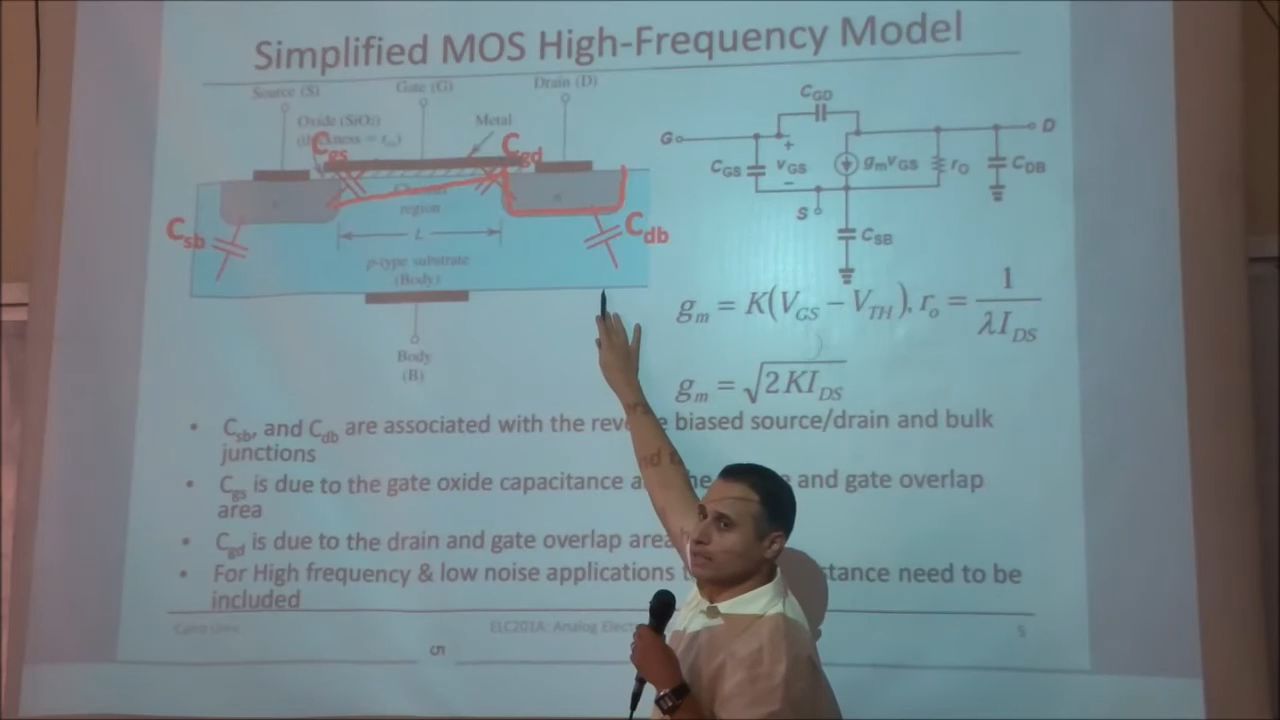 Simplified MOS High-Frequency Model
Source (S)
Gate (G)
Drain (D)
Oxide (SiO₂)
Metal
Cgs
Cgd
region
L
Csb
Cdb
p-type substrate
(Body)
Body
(B)
G
CGD
D
CGS
+
vGS
−
gmvGS
rO
CDB
S
CSB
gm = K(VGS − VTH), ro = 1/λIDS
gm = √2KIDS
• Csb, and Cdb are associated with the biased source/drain and bulk
junctions
• Cgs is due to the gate oxide capacitance and gate overlap
area
• Cgd is due to the drain and gate overlap area
• For High frequency & low noise applications need to be
included
ELC201A: Analog
5
5